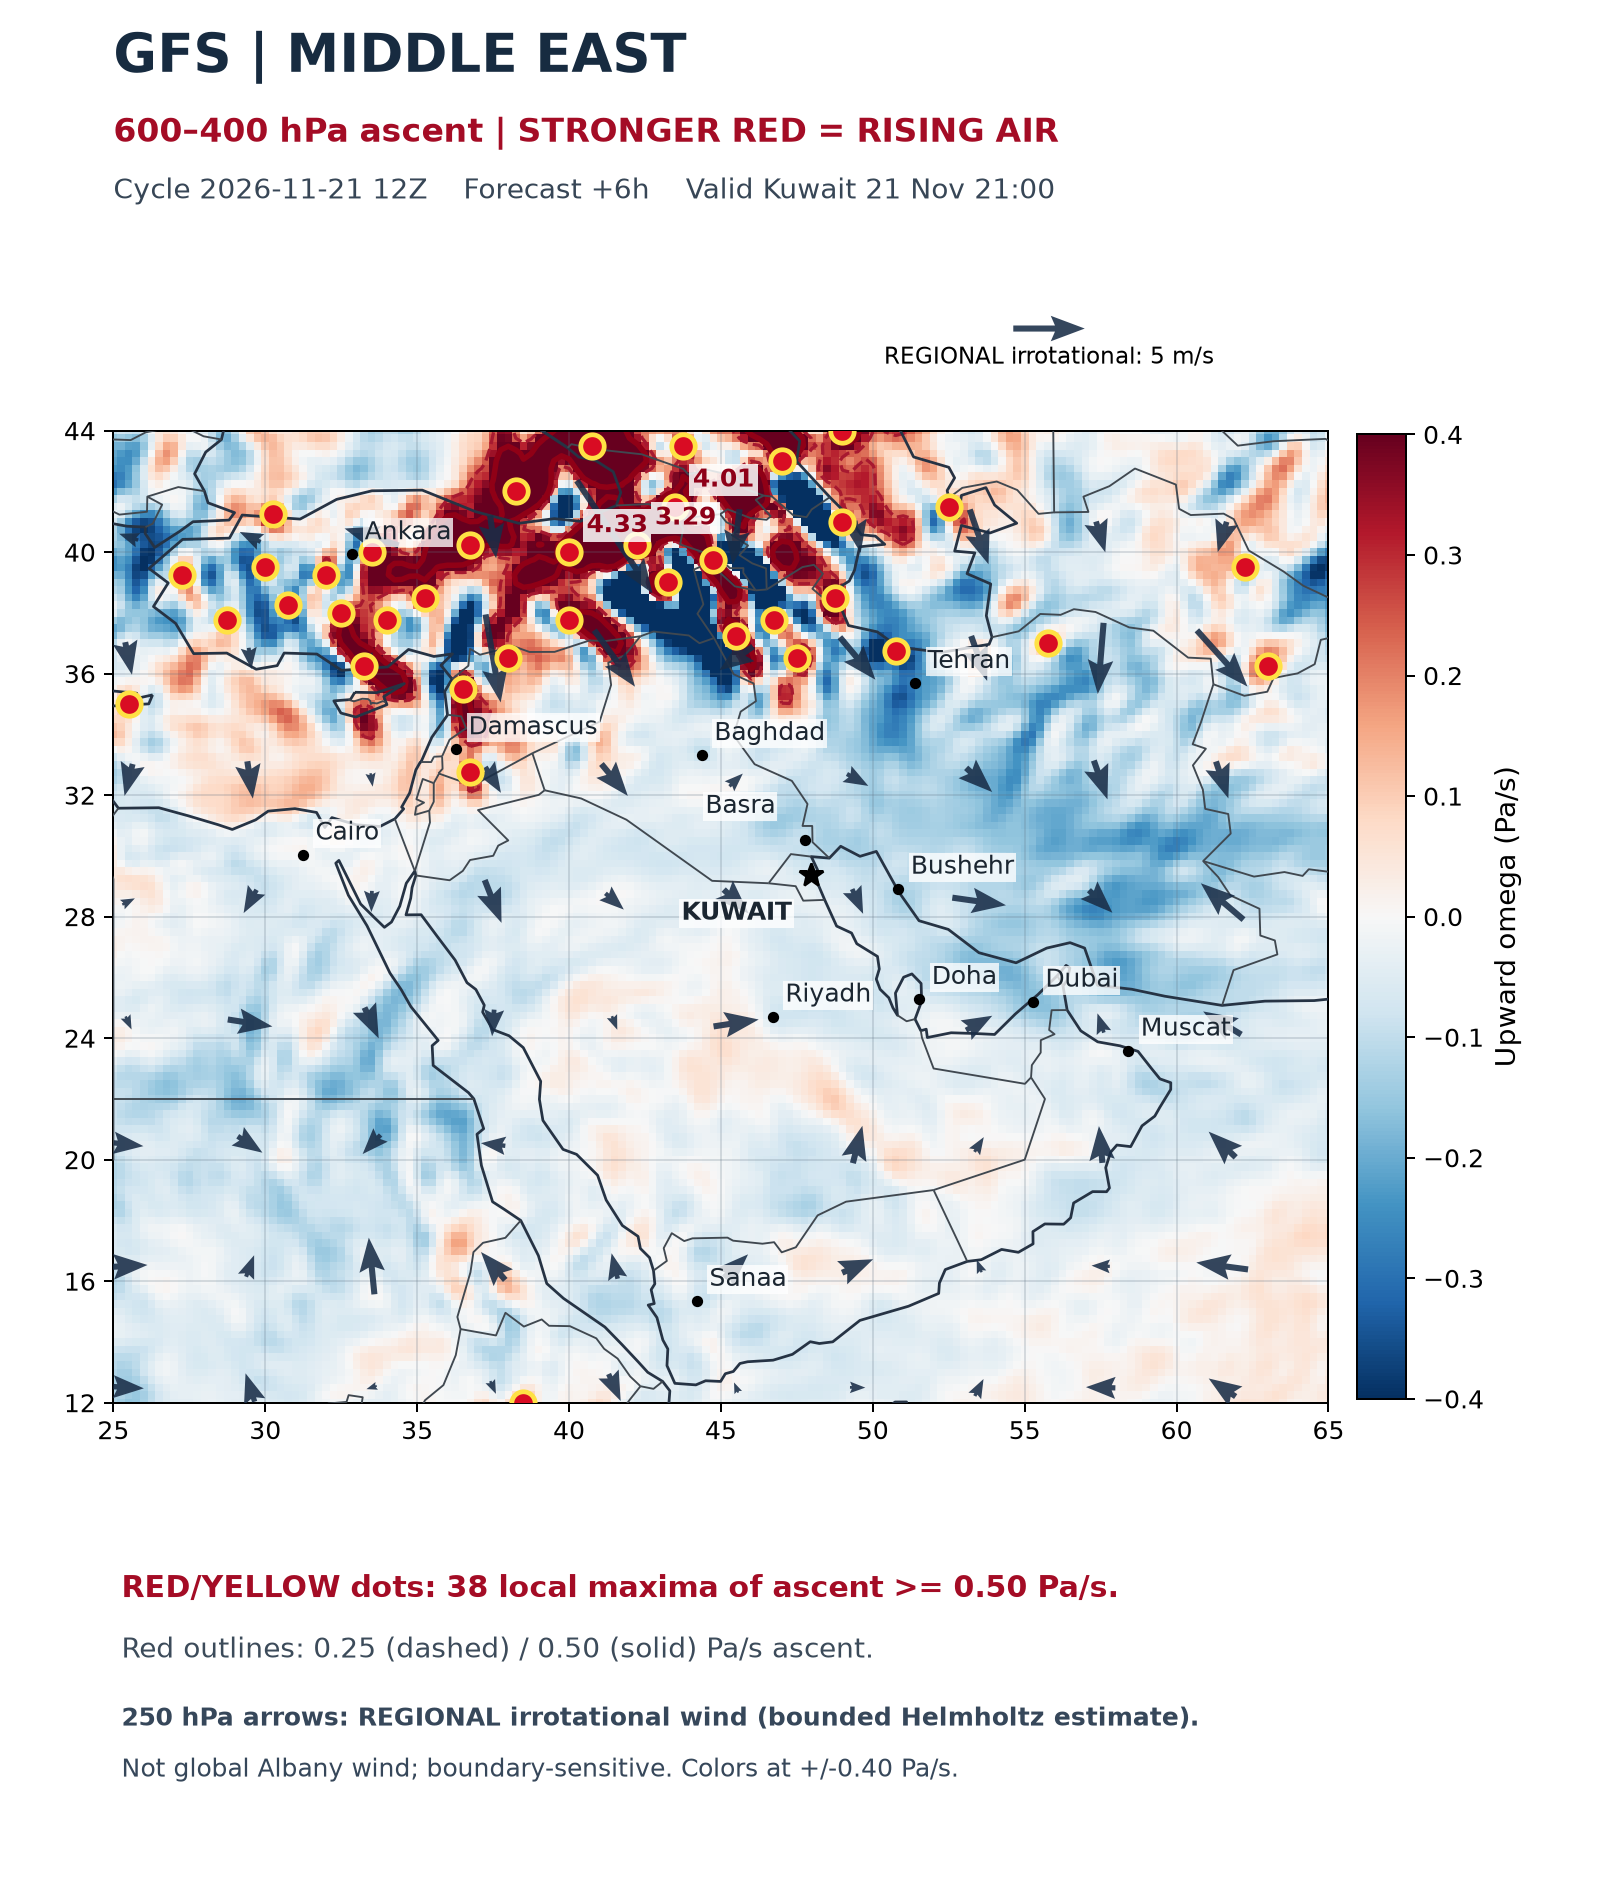 GFS | MIDDLE EAST
600–400 hPa ascent | STRONGER RED = RISING AIR
Cycle 2026-11-21 12Z    Forecast +6h    Valid Kuwait 21 Nov 21:00
REGIONAL irrotational: 5 m/s
44
40
36
32
28
24
20
16
12
25
30
35
40
45
50
55
60
65
4.01
4.33
3.29
Ankara
Tehran
Damascus
Baghdad
Basra
Cairo
Bushehr
KUWAIT
Doha
Dubai
Riyadh
Muscat
Sanaa
0.4
0.3
0.2
0.1
0.0
−0.1
−0.2
−0.3
−0.4
Upward omega (Pa/s)
RED/YELLOW dots: 38 local maxima of ascent >= 0.50 Pa/s.
Red outlines: 0.25 (dashed) / 0.50 (solid) Pa/s ascent.
250 hPa arrows: REGIONAL irrotational wind (bounded Helmholtz estimate).
Not global Albany wind; boundary-sensitive. Colors at +/-0.40 Pa/s.